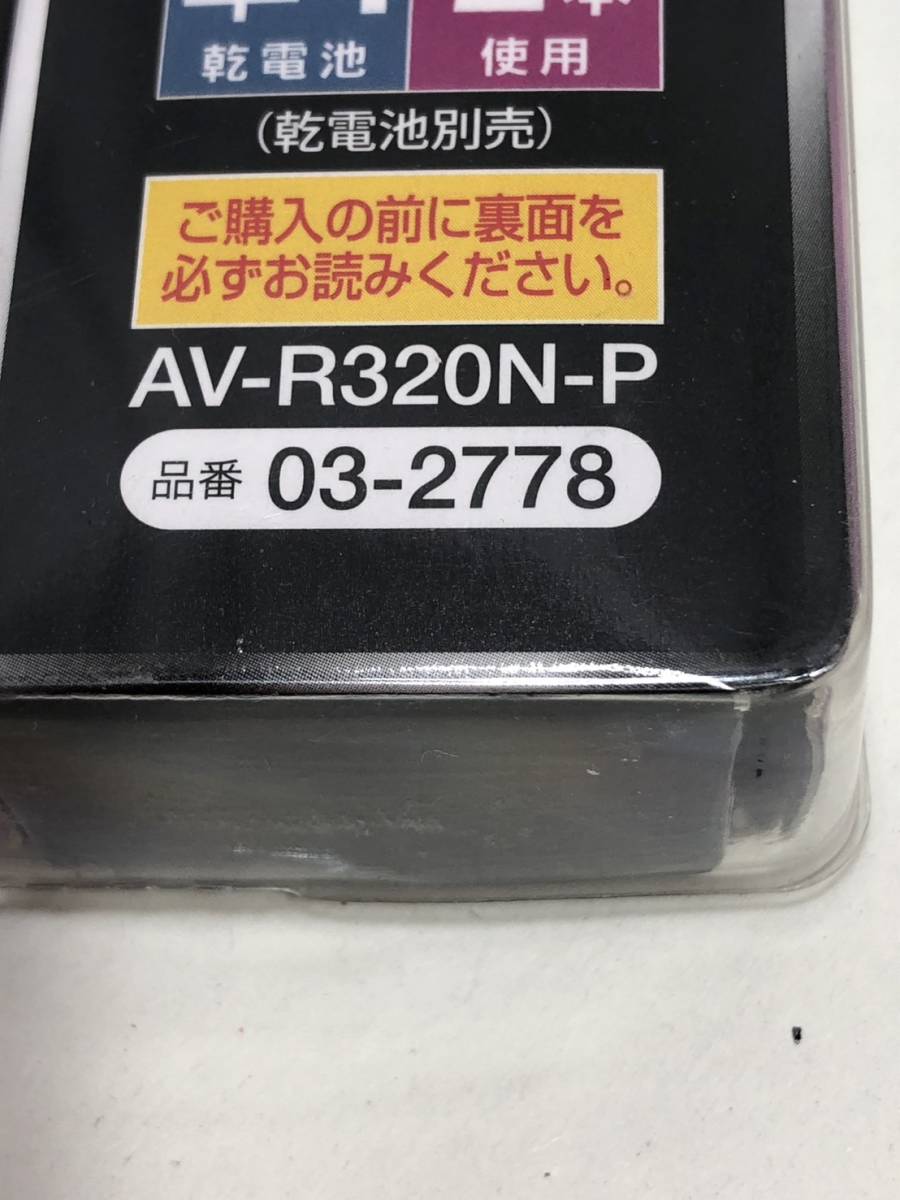 乾電池 使用
(乾電池別売)
ご購入の前に裏面を
必ずお読みください。
AV-R320N-P
品番 03-2778